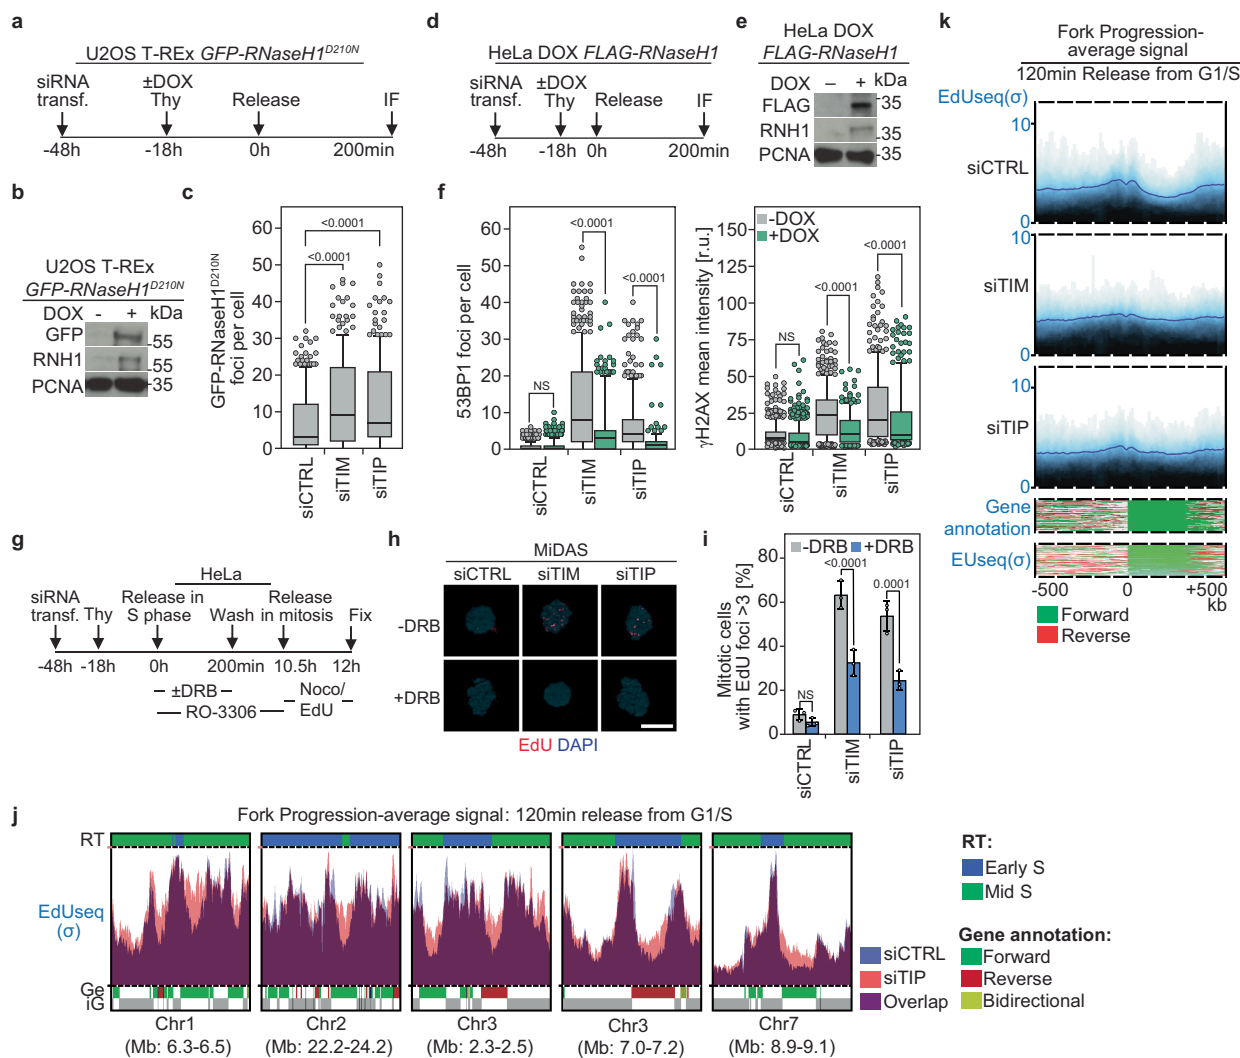 a
U2OS T-REx GFP-RNaseH1D210N
siRNA transf.
±DOX Thy
Release
IF
-48h
-18h
0h
200min
d
HeLa DOX FLAG-RNaseH1
siRNA transf.
±DOX Thy
Release
IF
-48h
-18h
0h
200min
e
HeLa DOX
FLAG-RNaseH1
DOX – + kDa
FLAG -35
RNH1 -35
PCNA -35
b
U2OS T-REx
GFP-RNaseH1D210N
DOX - + kDa
GFP -55
RNH1 -55
PCNA -35
c
GFP-RNaseH1D210N
foci per cell
60
50
40
30
20
10
0
<0.0001
<0.0001
siCTRL
siTIM
siTIP
f
53BP1 foci per cell
60
50
40
30
20
10
0
NS
<0.0001
<0.0001
siCTRL
siTIM
siTIP
γH2AX mean intensity [r.u.]
150
125
100
75
50
25
0
-DOX
+DOX
NS
<0.0001
<0.0001
siCTRL
siTIM
siTIP
k
Fork Progression-
average signal
120min Release from G1/S
EdUseq(σ)
10
siCTRL
0
10
siTIM
0
10
siTIP
0
Gene
annotation
EUseq(σ)
-500 0 +500
kb
Forward
Reverse
g
HeLa
siRNA transf.
Thy
Release in S phase
Wash
Release in mitosis
Fix
-48h
-18h
0h
200min
10.5h
12h
±DRB
RO-3306
Noco/
EdU
h
MiDAS
siCTRL siTIM siTIP
-DRB
+DRB
EdU DAPI
i
-DRB +DRB
Mitotic cells
with EdU foci >3 [%]
80
60
40
20
0
NS
<0.0001
0.0001
siCTRL
siTIM
siTIP
j
Fork Progression-average signal: 120min release from G1/S
RT
EdUseq
(σ)
Ge
iG
Chr1
(Mb: 6.3-6.5)
Chr2
(Mb: 22.2-24.2)
Chr3
(Mb: 2.3-2.5)
Chr3
(Mb: 7.0-7.2)
Chr7
(Mb: 8.9-9.1)
siCTRL
siTIP
Overlap
RT:
Early S
Mid S
Gene annotation:
Forward
Reverse
Bidirectional